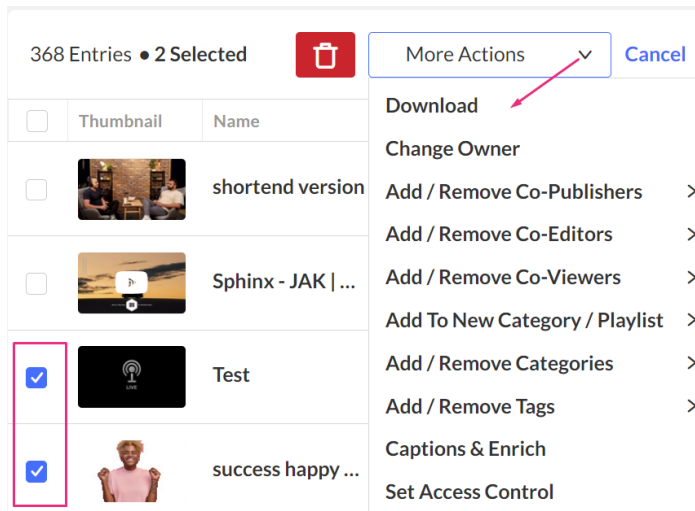 368 Entries ● 2 Selected
More Actions
Cancel
Thumbnail
Name
Download
Change Owner
shortend version
Add / Remove Co-Publishers
Add / Remove Co-Editors
Sphinx - JAK | ...
Add / Remove Co-Viewers
Add To New Category / Playlist
LIVE
Test
Add / Remove Categories
Add / Remove Tags
Captions & Enrich
success happy ...
Set Access Control